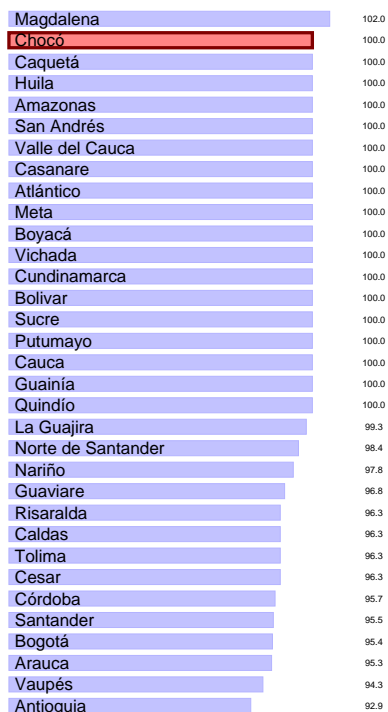 Magdalena 102.0
Chocó 100.0
Caquetá 100.0
Huila 100.0
Amazonas 100.0
San Andrés 100.0
Valle del Cauca 100.0
Casanare 100.0
Atlántico 100.0
Meta 100.0
Boyacá 100.0
Vichada 100.0
Cundinamarca 100.0
Bolivar 100.0
Sucre 100.0
Putumayo 100.0
Cauca 100.0
Guainía 100.0
Quindío 100.0
La Guajira 99.3
Norte de Santander 98.4
Nariño 97.8
Guaviare 96.8
Risaralda 96.3
Caldas 96.3
Tolima 96.3
Cesar 96.3
Córdoba 95.7
Santander 95.5
Bogotá 95.4
Arauca 95.3
Vaupés 94.3
Antioquia 92.9